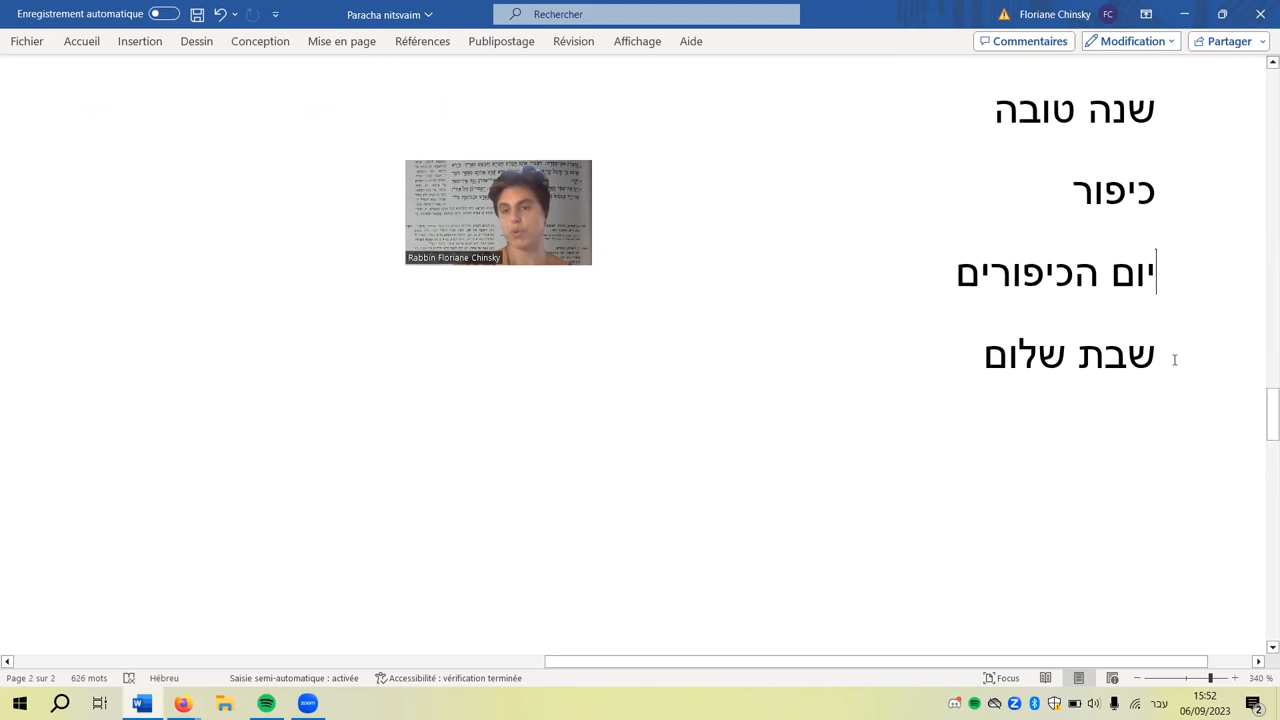 Enregistrement automatique
Paracha nitsvaim
Rechercher
Floriane Chinsky
FC
Fichier
Accueil
Insertion
Dessin
Conception
Mise en page
Références
Publipostage
Révision
Affichage
Aide
Commentaires
Modification
Partager
שנה טובה
כיפור
יום הכיפורים
שבת שלום
Rabbin Floriane Chinsky
Page 2 sur 2
626 mots
Hébreu
Saisie semi-automatique : activée
Accessibilité : vérification terminée
Focus
340 %
zoom
עבר
15:52
06/09/2023
2